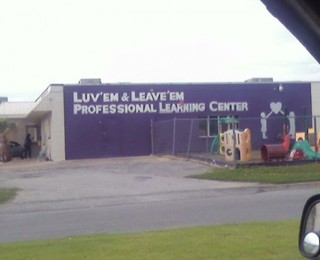 LUV'EM & LEAVE'EM
PROFESSIONAL LEARNING CENTER